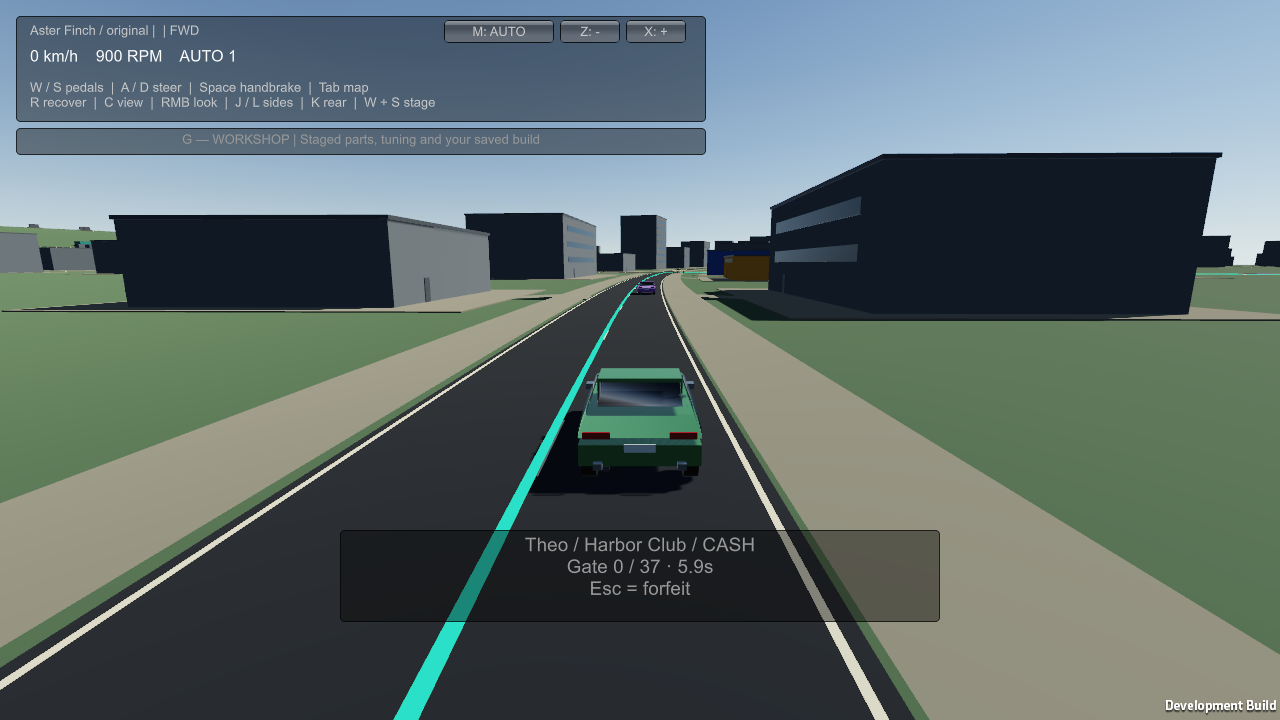 Aster Finch / original | | FWD
M: AUTO
Z: -
X: +
0 km/h 900 RPM AUTO 1
W / S pedals | A / D steer | Space handbrake | Tab map
R recover | C view | RMB look | J / L sides | K rear | W + S stage
G — WORKSHOP | Staged parts, tuning and your saved build
Theo / Harbor Club / CASH
Gate 0 / 37 · 5.9s
Esc = forfeit
Development Build